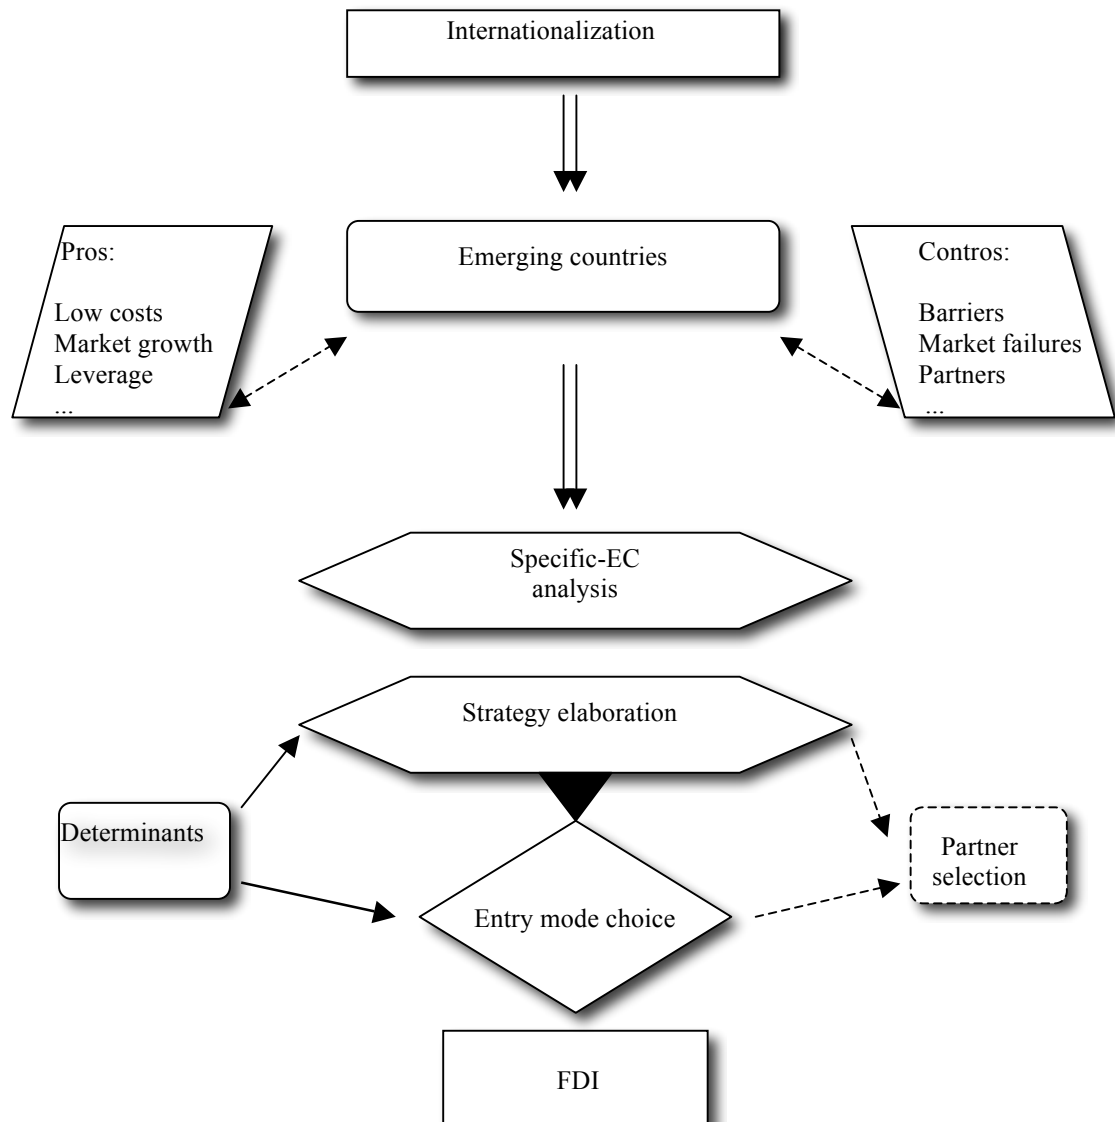 Internationalization
Emerging countries
Pros:
Low costs
Market growth
Leverage
...
Contros:
Barriers
Market failures
Partners
...
Specific-EC
analysis
Strategy elaboration
Determinants
Partner
selection
Entry mode choice
FDI